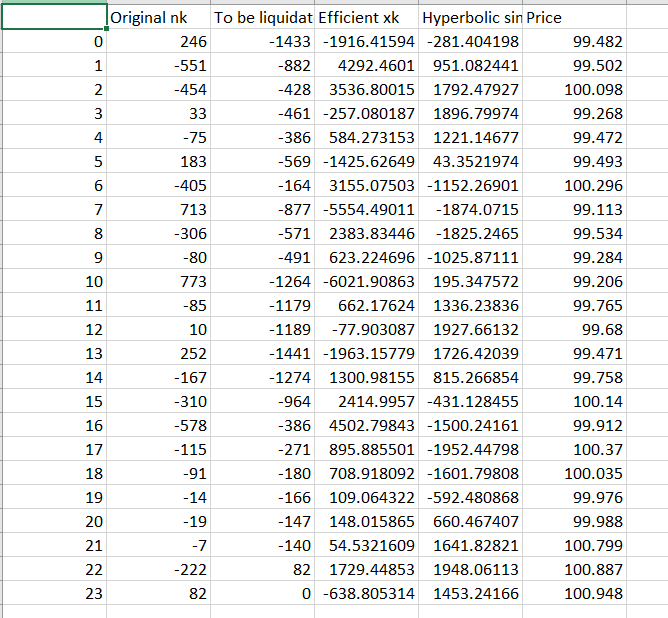 Original nk To be liquidat Efficient xk Hyperbolic sin Price
0 246 -1433 -1916.41594 -281.404198 99.482
1 -551 -882 4292.4601 951.082441 99.502
2 -454 -428 3536.80015 1792.47927 100.098
3 33 -461 -257.080187 1896.79974 99.268
4 -75 -386 584.273153 1221.14677 99.472
5 183 -569 -1425.62649 43.3521974 99.493
6 -405 -164 3155.07503 -1152.26901 100.296
7 713 -877 -5554.49011 -1874.0715 99.113
8 -306 -571 2383.83446 -1825.2465 99.534
9 -80 -491 623.224696 -1025.87111 99.284
10 773 -1264 -6021.90863 195.347572 99.206
11 -85 -1179 662.17624 1336.23836 99.765
12 10 -1189 -77.903087 1927.66132 99.68
13 252 -1441 -1963.15779 1726.42039 99.471
14 -167 -1274 1300.98155 815.266854 99.758
15 -310 -964 2414.9957 -431.128455 100.14
16 -578 -386 4502.79843 -1500.24161 99.912
17 -115 -271 895.885501 -1952.44798 100.37
18 -91 -180 708.918092 -1601.79808 100.035
19 -14 -166 109.064322 -592.480868 99.976
20 -19 -147 148.015865 660.467407 99.988
21 -7 -140 54.5321609 1641.82821 100.799
22 -222 82 1729.44853 1948.06113 100.887
23 82 0 -638.805314 1453.24166 100.948